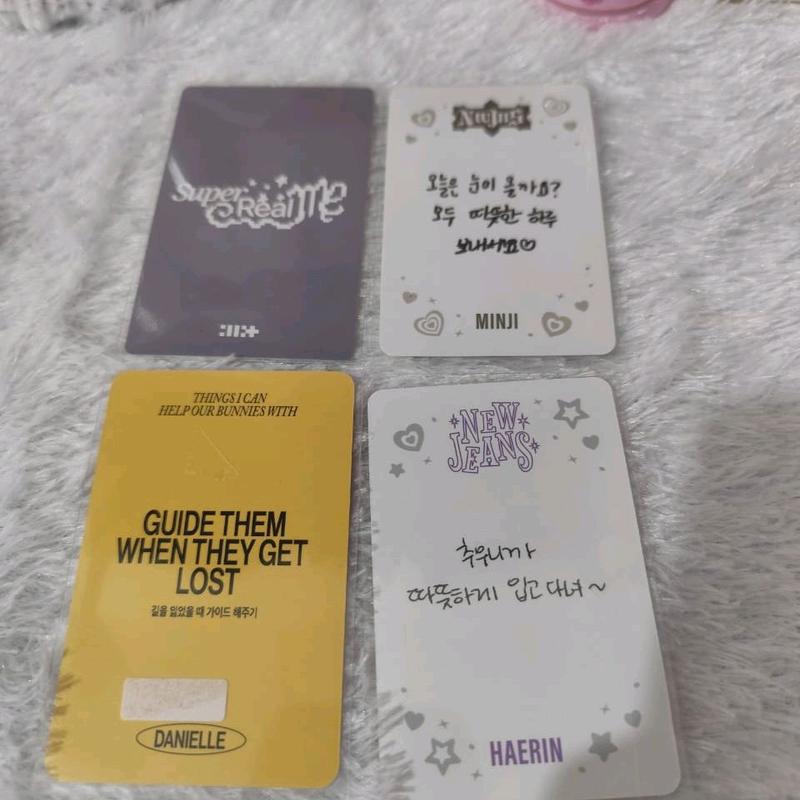 Super
Real Me
NWJNS
오늘은 눈이 올까요?
모두 따뜻한 하루
보내세요♡
MINJI
THINGS I CAN
HELP OUR BUNNIES WITH
GUIDE THEM
WHEN THEY GET
LOST
길을 잃었을 때 가이드 해주기
DANIELLE
NEW
JEANS
추우니까
따뜻하게 입고 다녀~
HAERIN